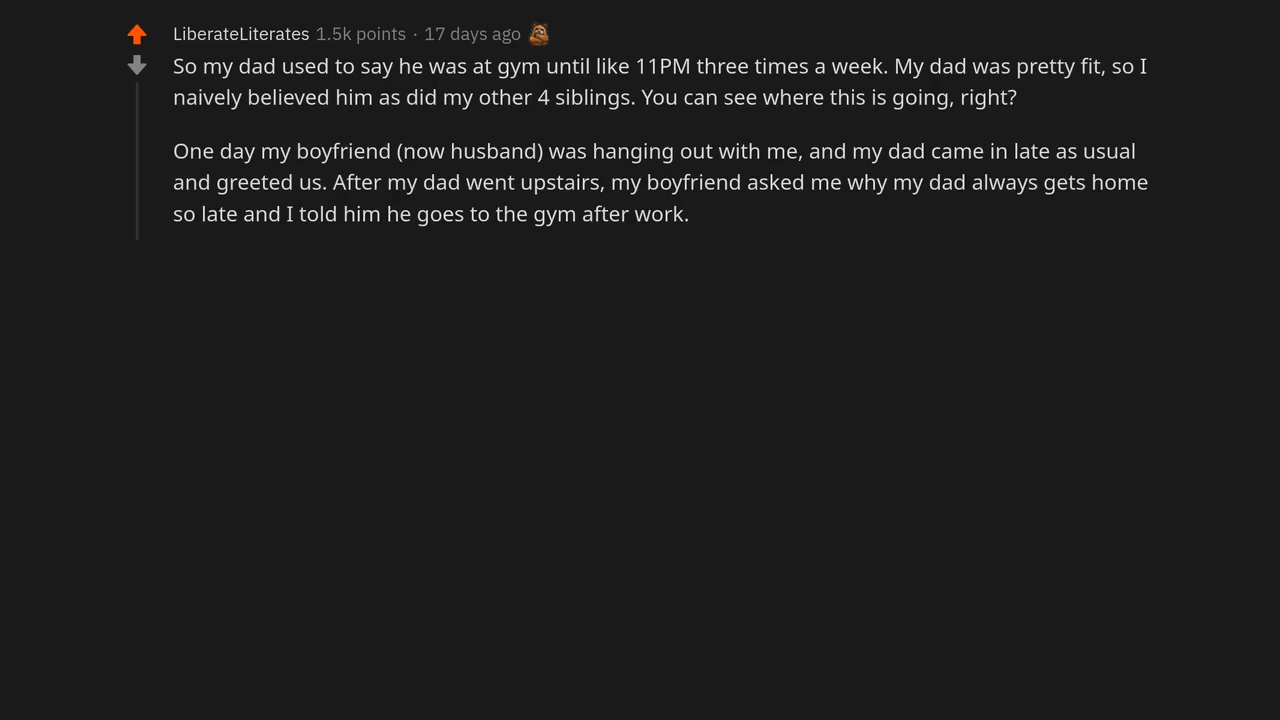 LiberateLiterates 1.5k points · 17 days ago
So my dad used to say he was at gym until like 11PM three times a week. My dad was pretty fit, so I
naively believed him as did my other 4 siblings. You can see where this is going, right?
One day my boyfriend (now husband) was hanging out with me, and my dad came in late as usual
and greeted us. After my dad went upstairs, my boyfriend asked me why my dad always gets home
so late and I told him he goes to the gym after work.